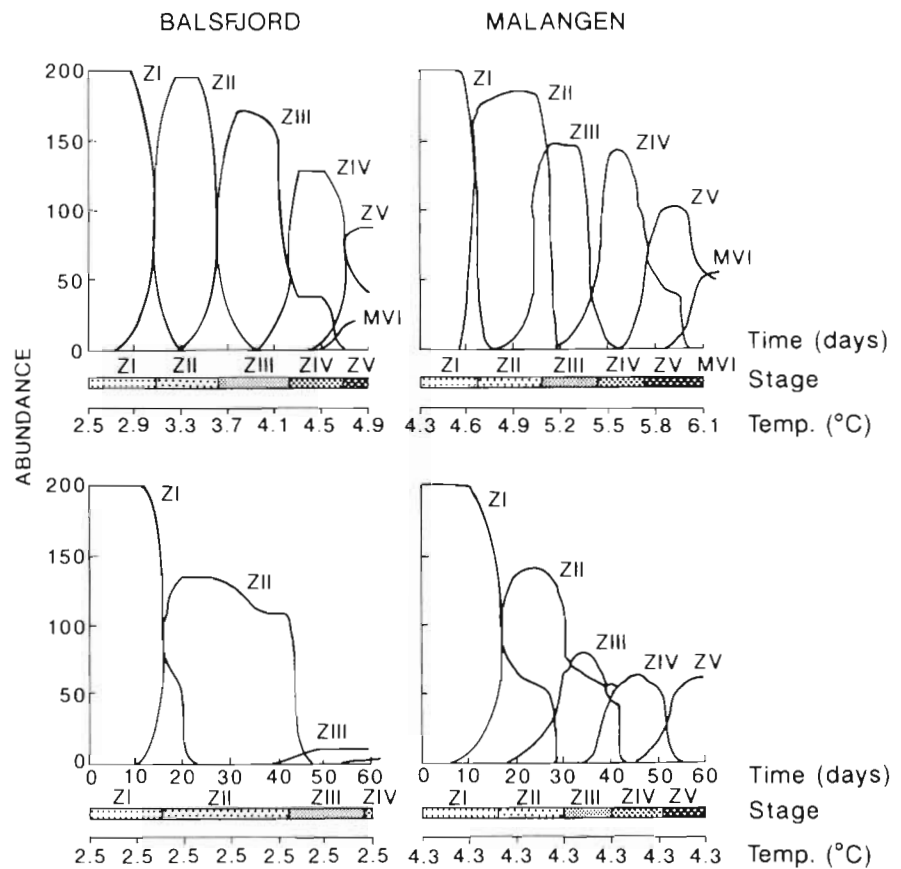 BALSFJORD MALANGEN
200 ZI ZII ZIII ZIV ZV MVI
150
100
50
0
ZI ZII ZIII ZIV ZV MVI
ZI ZII ZIII ZIV ZV
ZI ZII ZIII ZIV ZV MVI
Time (days)
Stage
2.5 2.9 3.3 3.7 4.1 4.5 4.9
4.3 4.6 4.9 5.2 5.5 5.8 6.1
Temp. (°C)
ABUNDANCE
200 ZI ZII ZIII
150
100
50
0
ZI ZII ZIII ZIV ZV
0 10 20 30 40 50 60
0 10 20 30 40 50 60
Time (days)
ZI ZII ZIII ZIV
ZI ZII ZIII ZIV ZV
Stage
2.5 2.5 2.5 2.5 2.5 2.5 2.5
4.3 4.3 4.3 4.3 4.3 4.3 4.3
Temp. (°C)